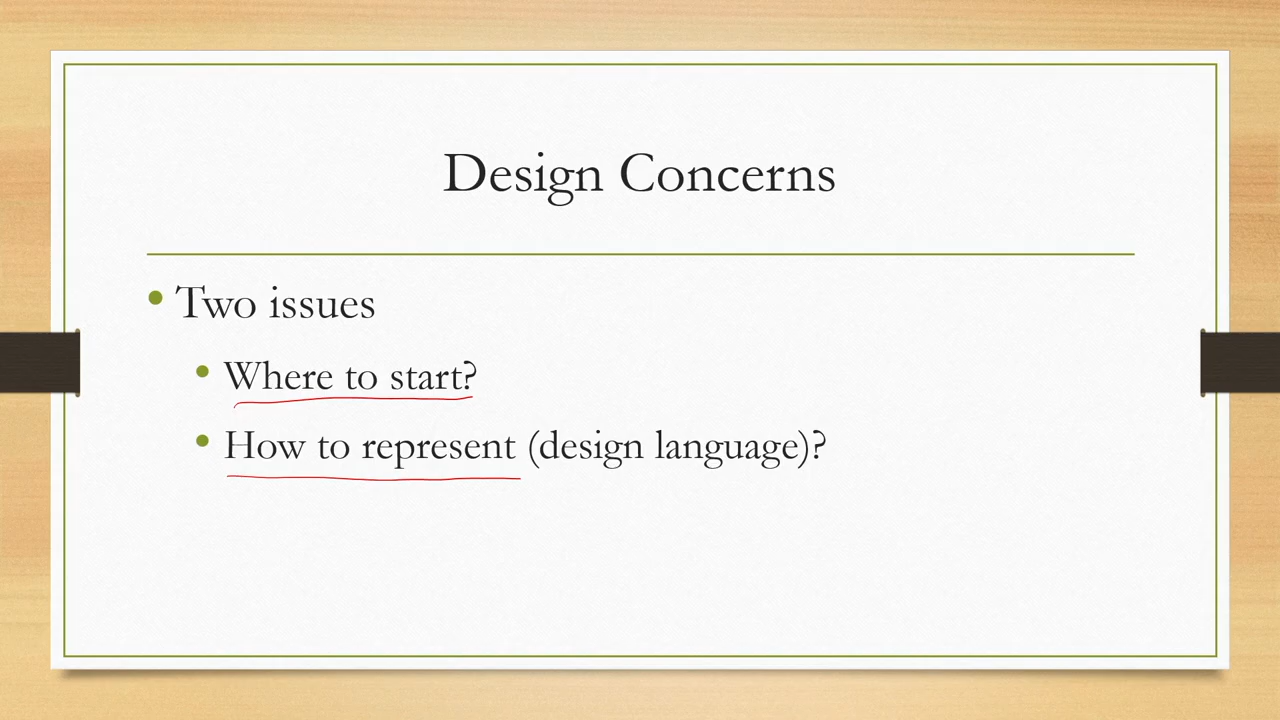 Design Concerns
Two issues
Where to start?
How to represent (design language)?